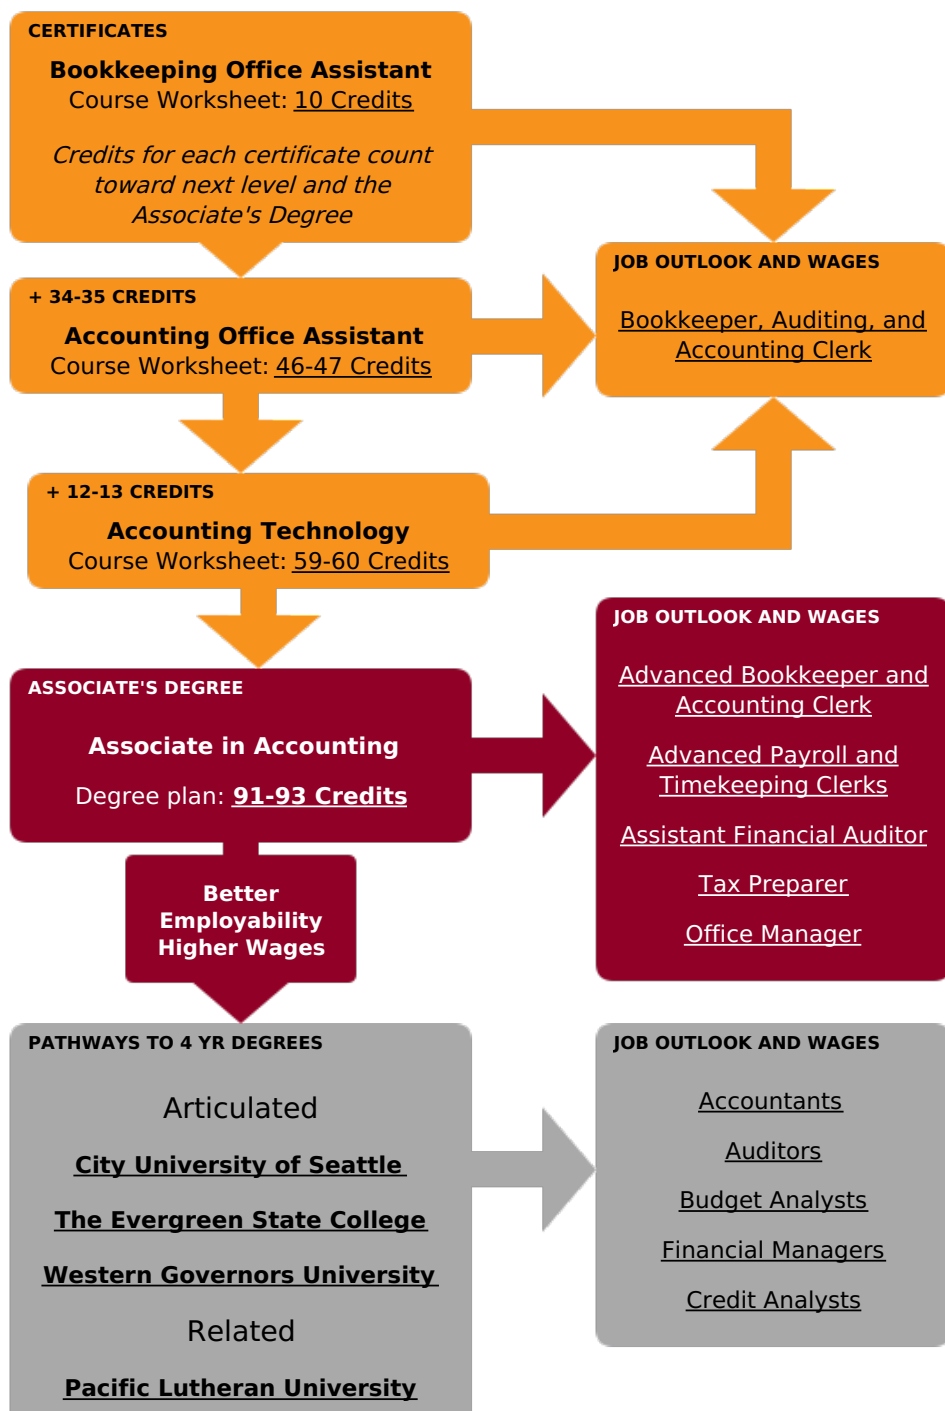 CERTIFICATES
Bookkeeping Office Assistant
Course Worksheet: 10 Credits
Credits for each certificate count
toward next level and the
Associate's Degree
JOB OUTLOOK AND WAGES
Bookkeeper, Auditing, and
Accounting Clerk
+ 34-35 CREDITS
Accounting Office Assistant
Course Worksheet: 46-47 Credits
+ 12-13 CREDITS
Accounting Technology
Course Worksheet: 59-60 Credits
ASSOCIATE'S DEGREE
Associate in Accounting
Degree plan: 91-93 Credits
JOB OUTLOOK AND WAGES
Advanced Bookkeeper and
Accounting Clerk
Advanced Payroll and
Timekeeping Clerks
Assistant Financial Auditor
Tax Preparer
Office Manager
Better
Employability
Higher Wages
PATHWAYS TO 4 YR DEGREES
Articulated
City University of Seattle
The Evergreen State College
Western Governors University
Related
Pacific Lutheran University
JOB OUTLOOK AND WAGES
Accountants
Auditors
Budget Analysts
Financial Managers
Credit Analysts